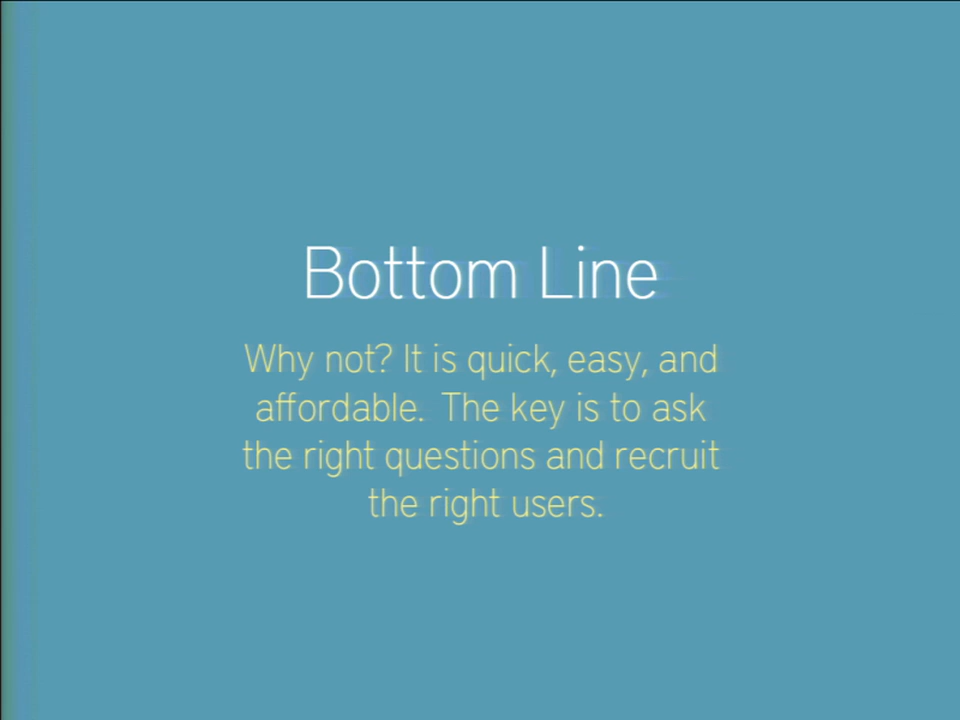 Bottom Line
Why not? It is quick, easy, and
affordable.  The key is to ask
the right questions and recruit
the right users.